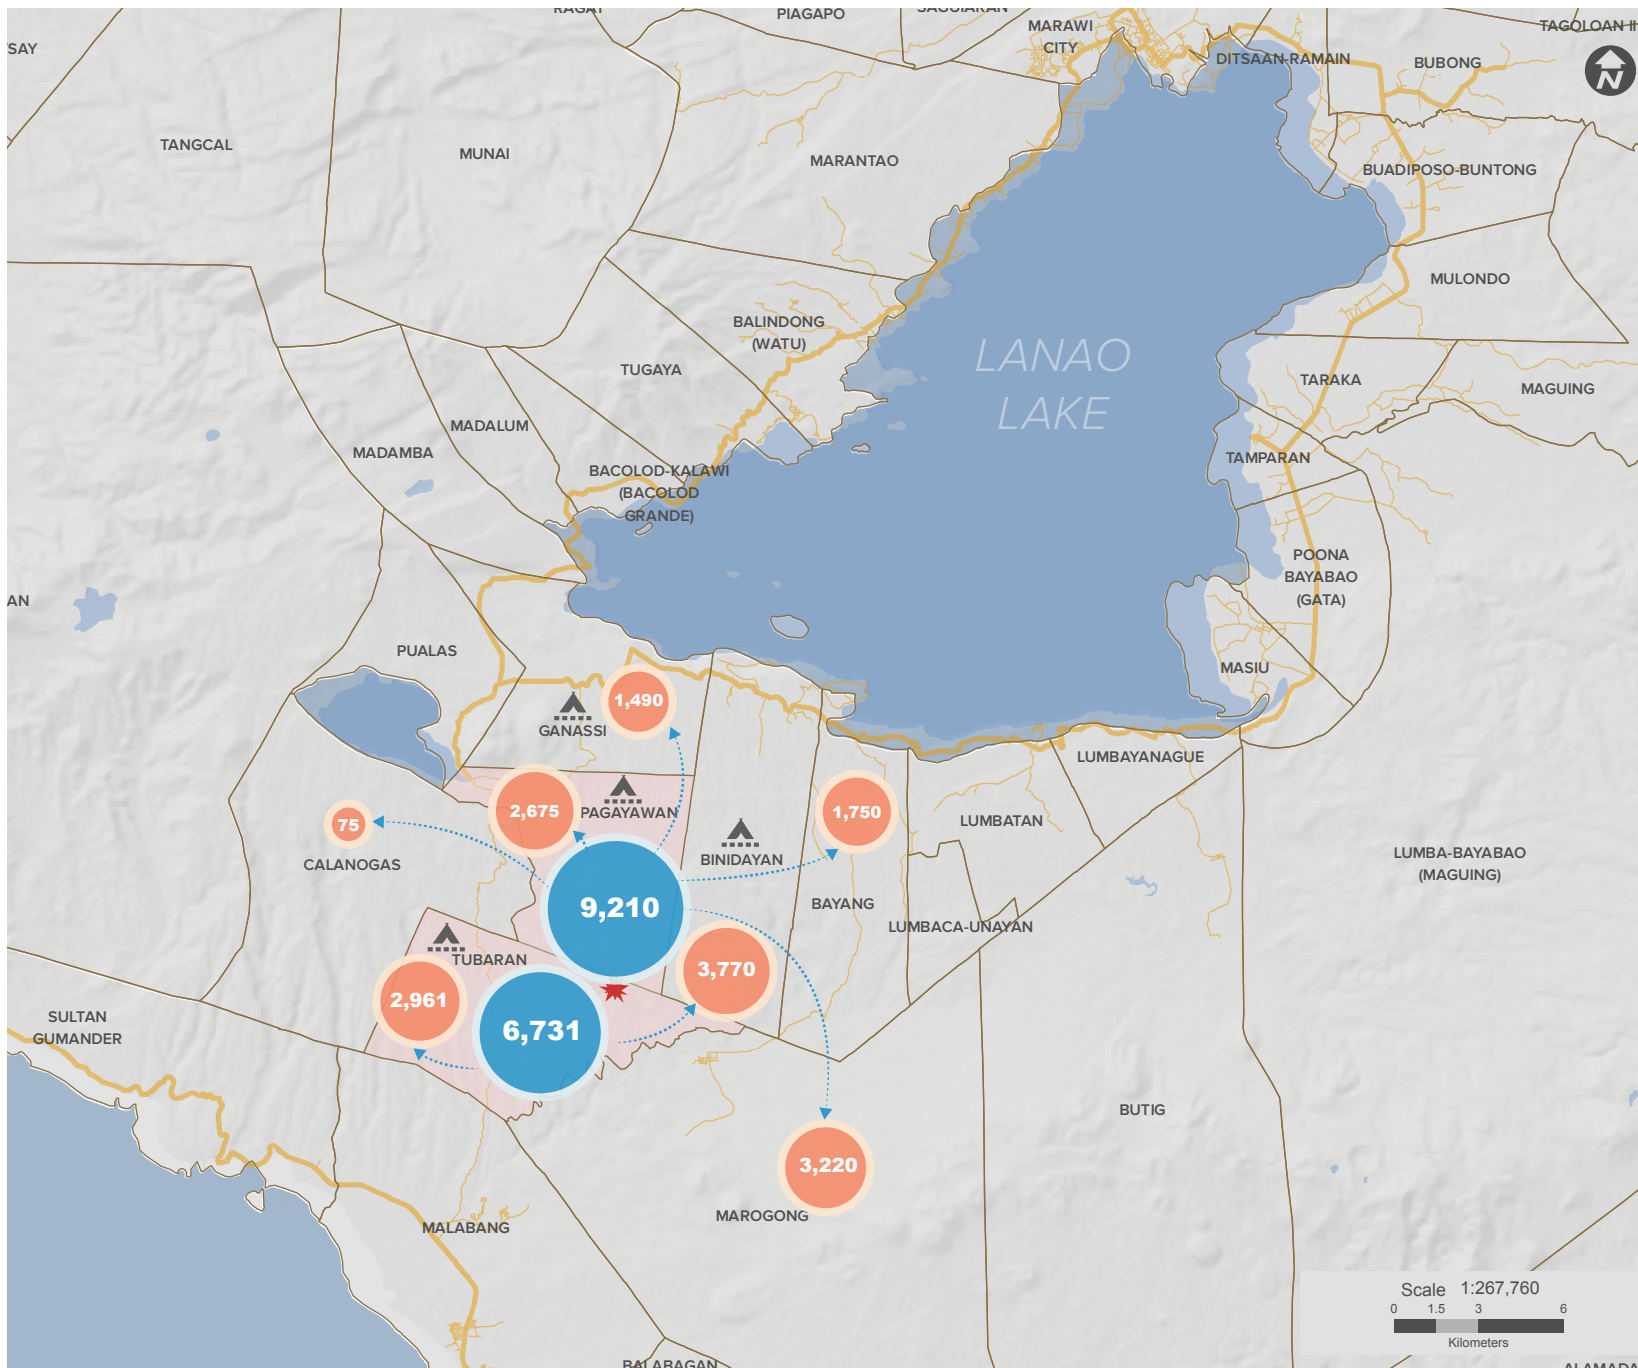 RAGAT
PIAGAPO
SAGUIARAN
MARAWI
CITY
TAGOLOAN II
SAY
DITSAAN-RAMAIN
BUBONG
N
TANGCAL
MUNAI
MARANTAO
BUADIPOSO-BUNTONG
MULONDO
BALINDONG
(WATU)
LANAO
LAKE
TUGAYA
TARAKA
MAGUING
MADALUM
MADAMBA
TAMPARAN
BACOLOD-KALAWI
(BACOLOD
GRANDE)
POONA
BAYABAO
(GATA)
AN
PUALAS
MASIU
1,490
GANASSI
LUMBAYANAGUE
2,675
PAGAYAWAN
1,750
75
LUMBATAN
CALANOGAS
BINIDAYAN
LUMBA-BAYABAO
(MAGUING)
9,210
BAYANG
LUMBACA-UNAYAN
TUBARAN
3,770
2,961
6,731
SULTAN
GUMANDER
BUTIG
3,220
MAROGONG
MALABANG
Scale 1:267,760
0 1.5 3 6
Kilometers
BALABAGAN
ALAMADA